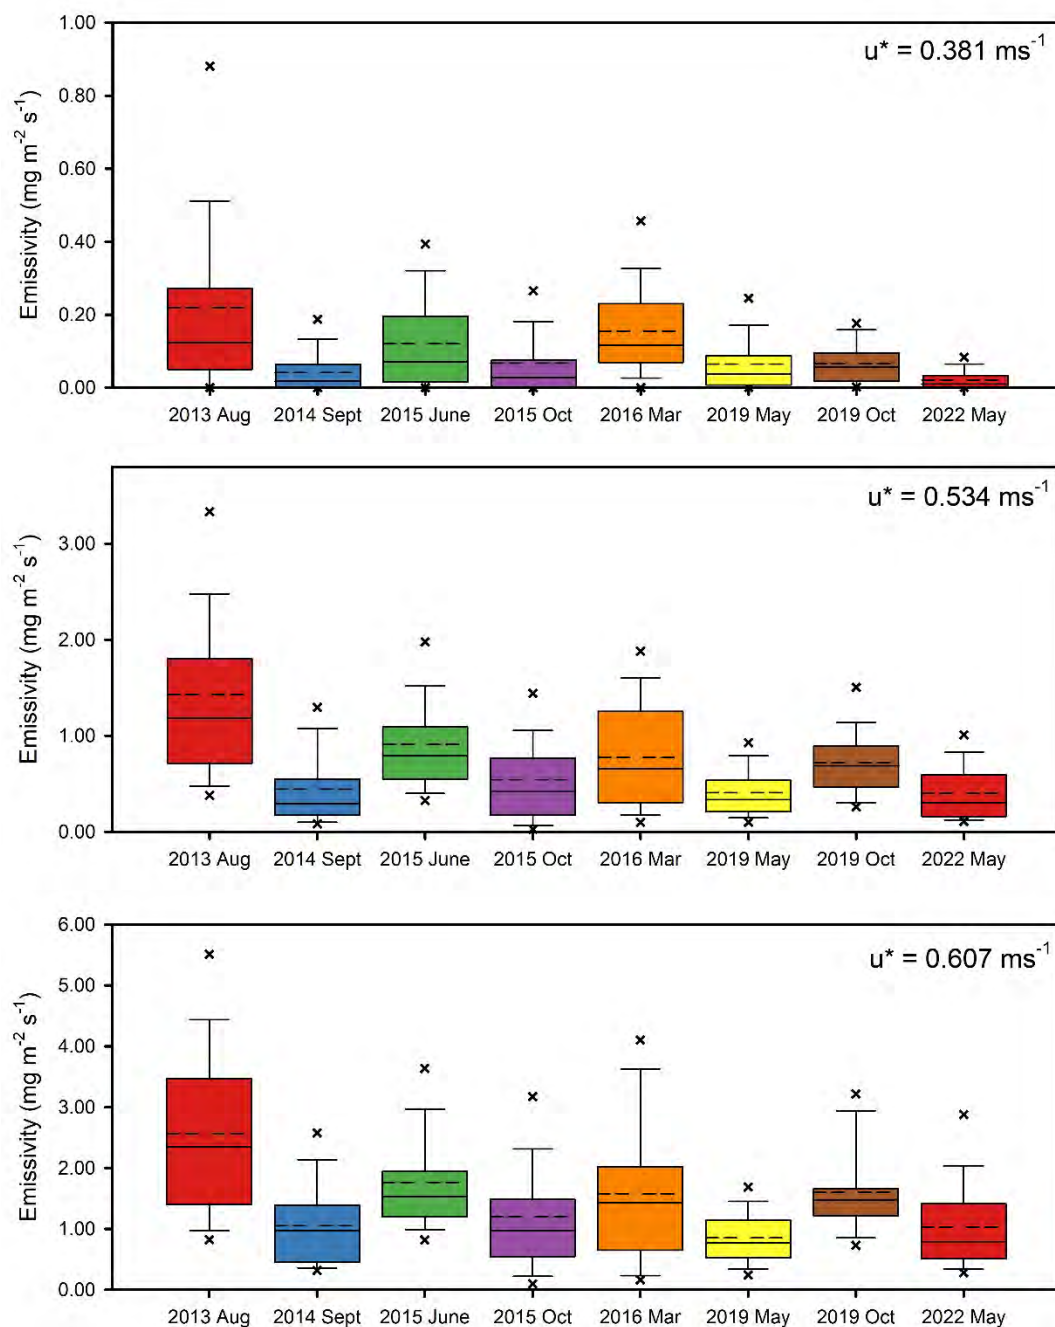 1.00
u* = 0.381 ms⁻¹
0.80
0.60
0.40
0.20
0.00
Emissivity (mg m⁻² s⁻¹)
2013 Aug 2014 Sept 2015 June 2015 Oct 2016 Mar 2019 May 2019 Oct 2022 May
u* = 0.534 ms⁻¹
3.00
2.00
1.00
0.00
Emissivity (mg m⁻² s⁻¹)
2013 Aug 2014 Sept 2015 June 2015 Oct 2016 Mar 2019 May 2019 Oct 2022 May
6.00
u* = 0.607 ms⁻¹
5.00
4.00
3.00
2.00
1.00
0.00
Emissivity (mg m⁻² s⁻¹)
2013 Aug 2014 Sept 2015 June 2015 Oct 2016 Mar 2019 May 2019 Oct 2022 May